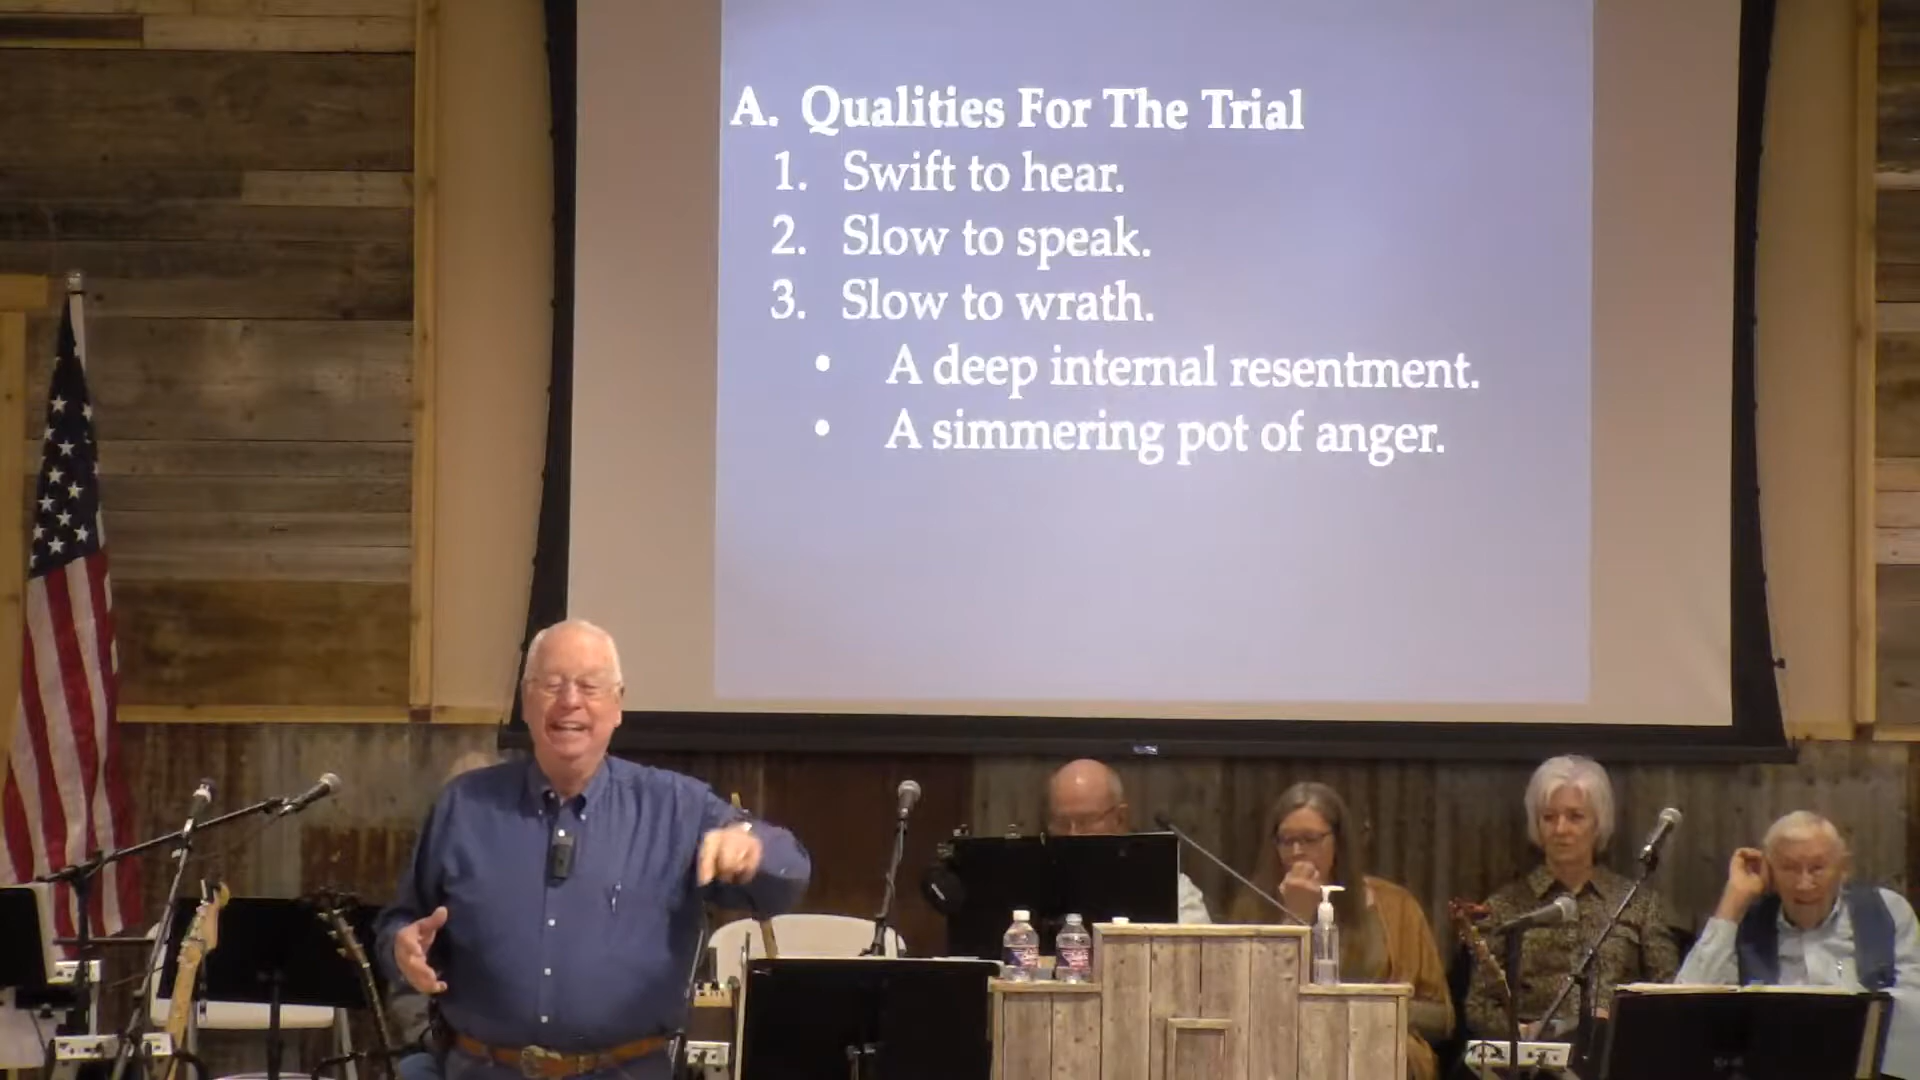 A. Qualities For The Trial
1. Swift to hear.
2. Slow to speak.
3. Slow to wrath.
• A deep internal resentment.
• A simmering pot of anger.